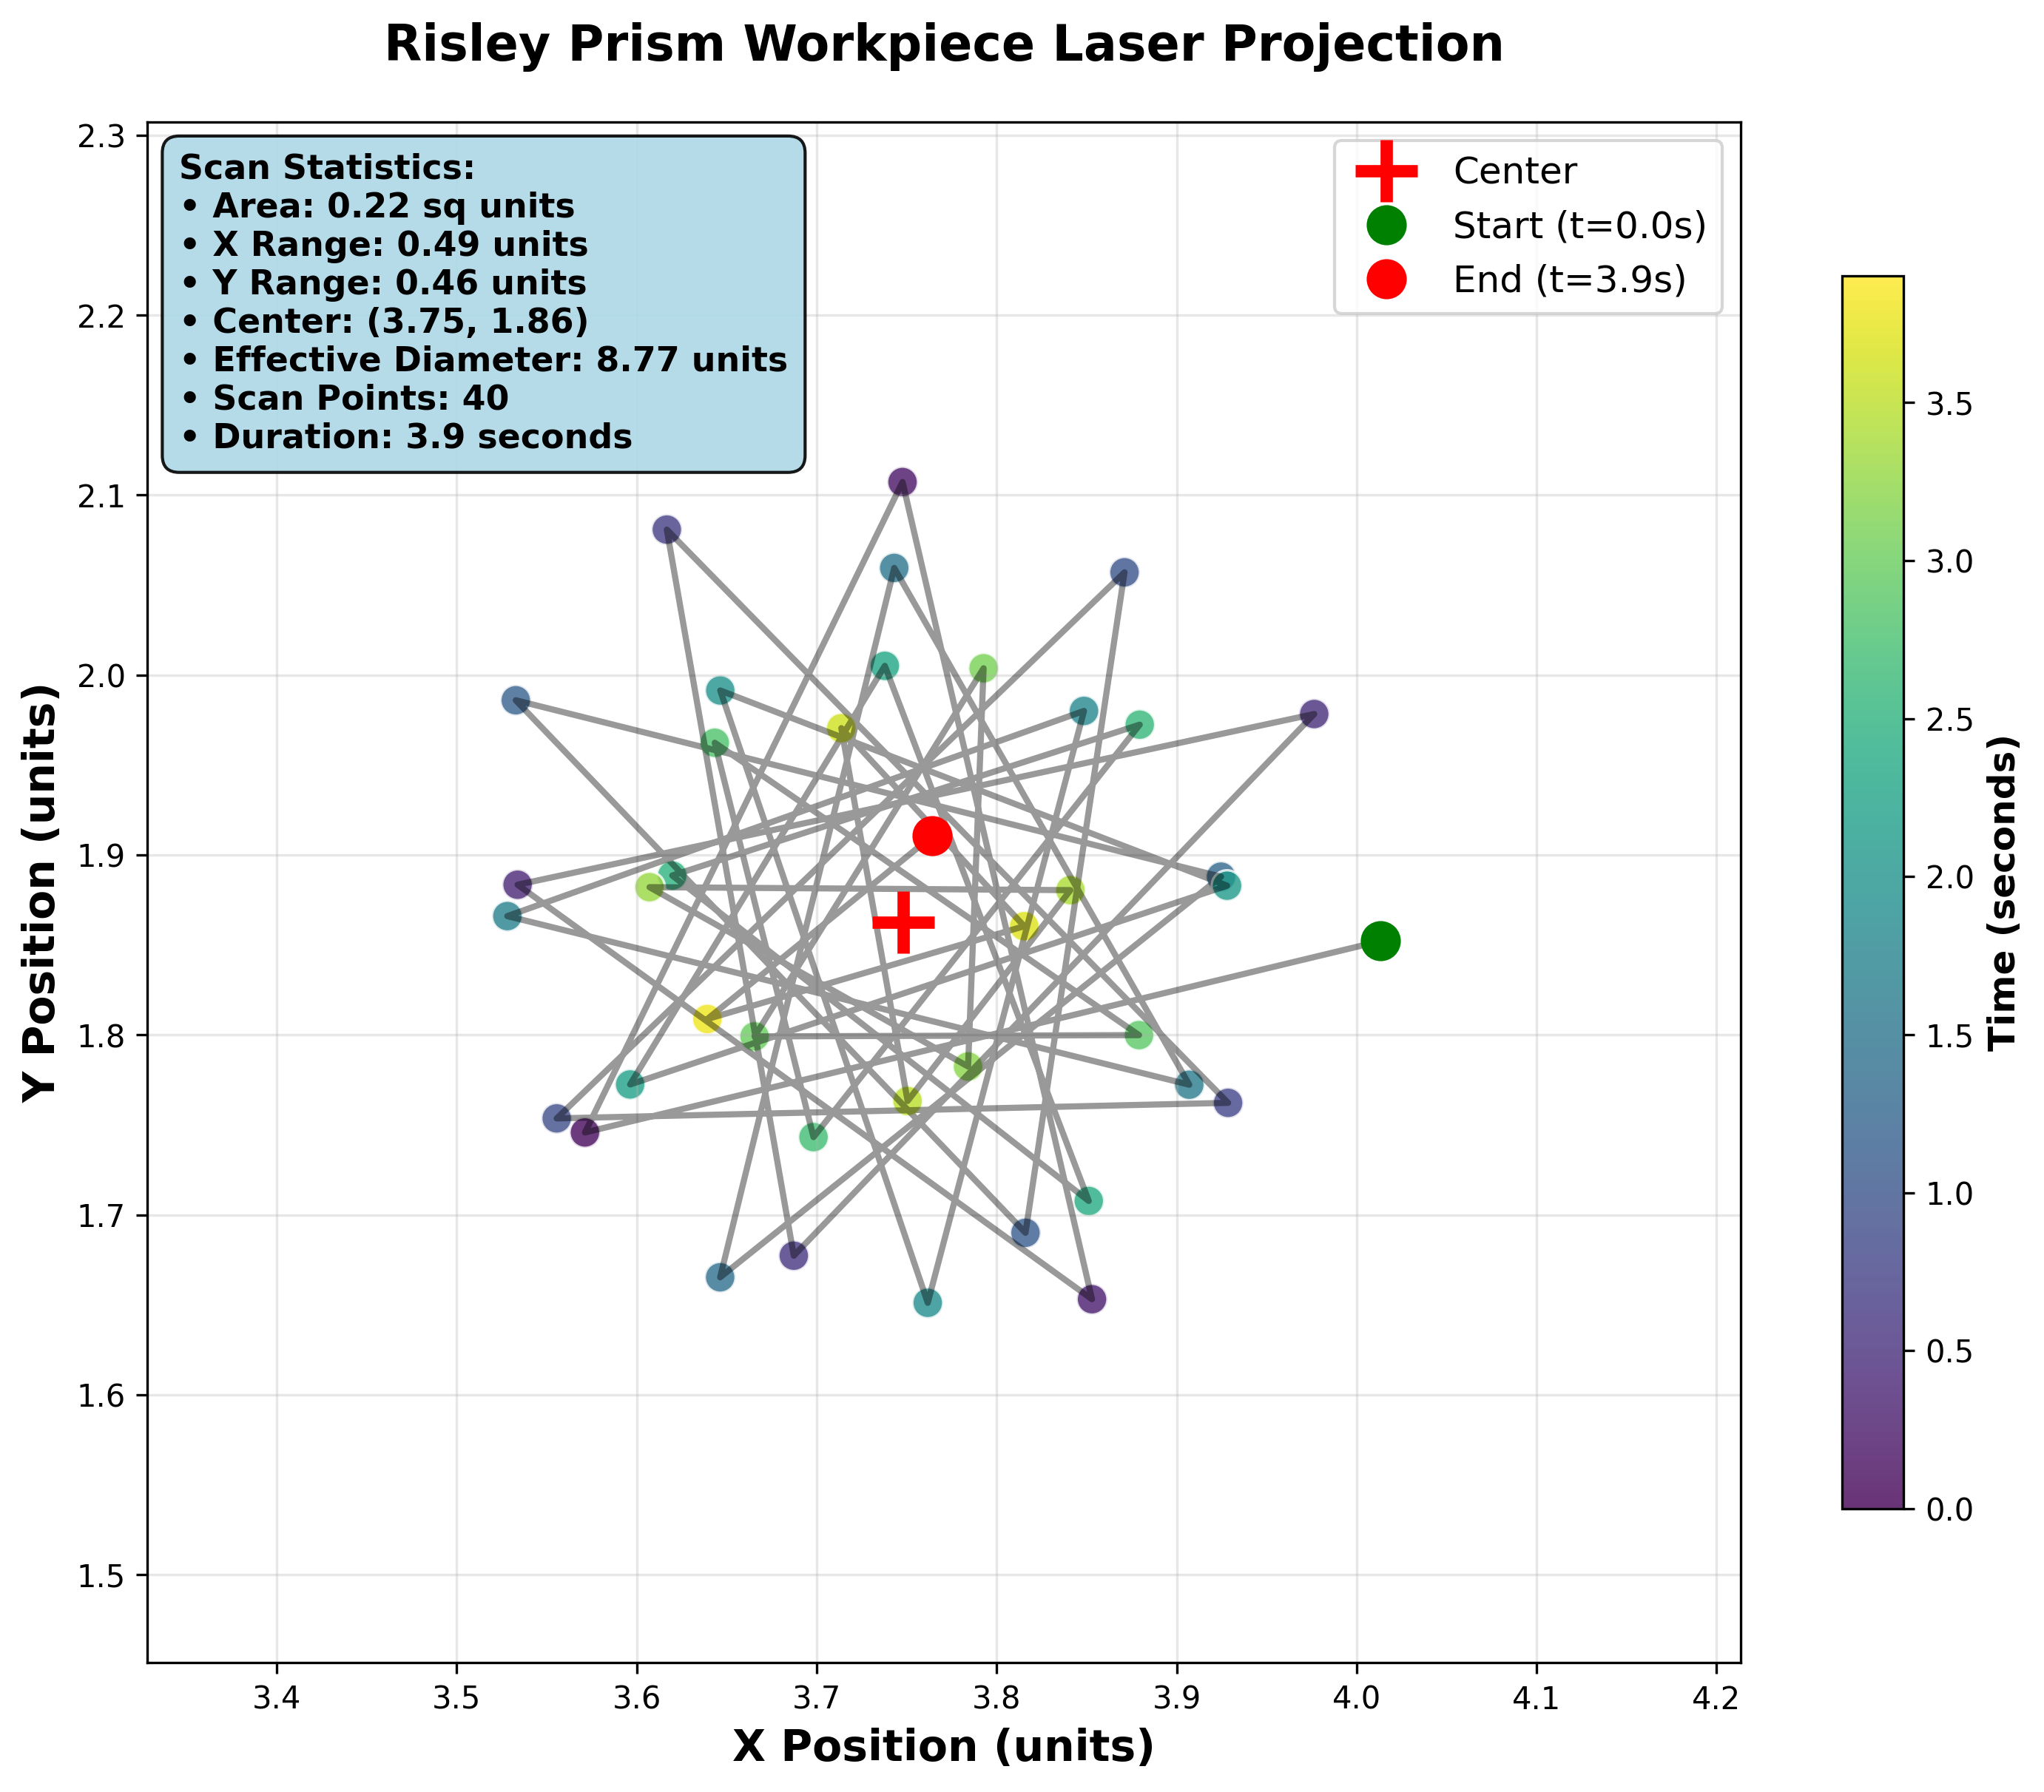 Risley Prism Workpiece Laser Projection
Scan Statistics:
• Area: 0.22 sq units
• X Range: 0.49 units
• Y Range: 0.46 units
• Center: (3.75, 1.86)
• Effective Diameter: 8.77 units
• Scan Points: 40
• Duration: 3.9 seconds
Center
Start (t=0.0s)
End (t=3.9s)
Y Position (units)
2.3
2.2
2.1
2.0
1.9
1.8
1.7
1.6
1.5
3.4
3.5
3.6
3.7
3.8
3.9
4.0
4.1
4.2
X Position (units)
3.5
3.0
2.5
2.0
1.5
1.0
0.5
0.0
Time (seconds)